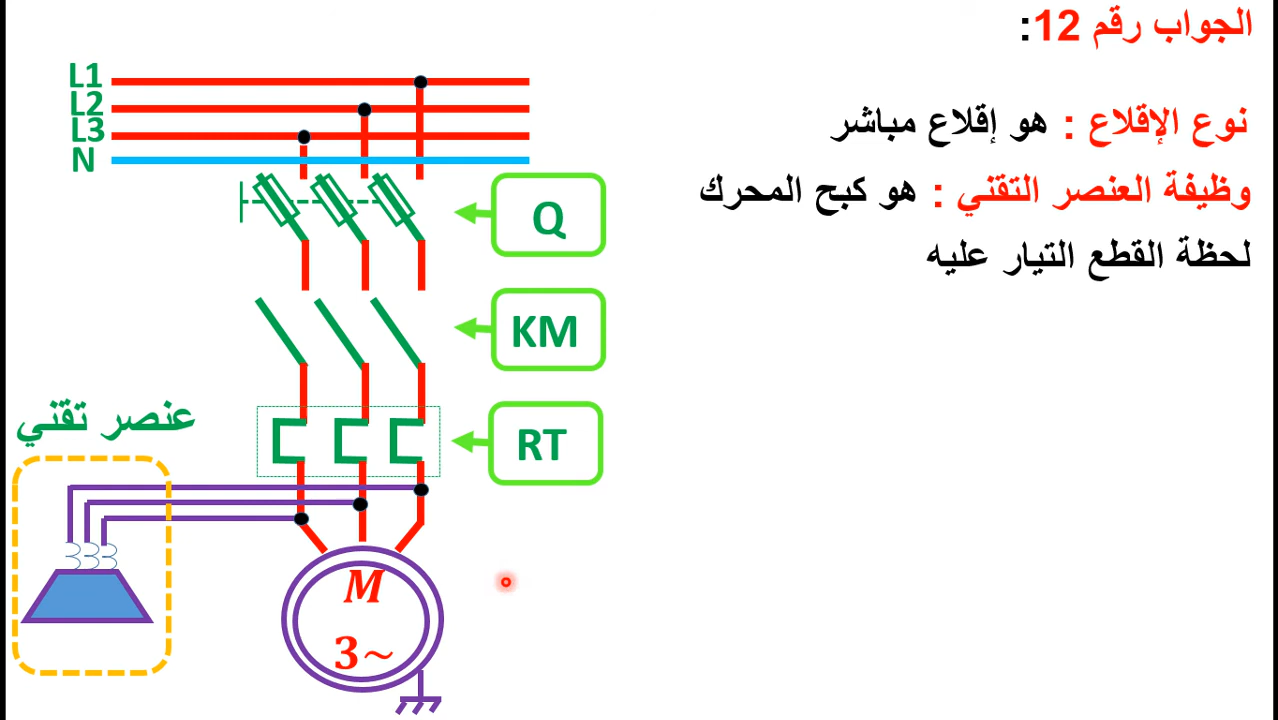 الجواب رقم 12:
نوع الإقلاع : هو إقلاع مباشر
وظيفة العنصر التقني : هو كبح المحرك
لحظة القطع التيار عليه
L1
L2
L3
N
Q
KM
RT
عنصر تقني
M
3~